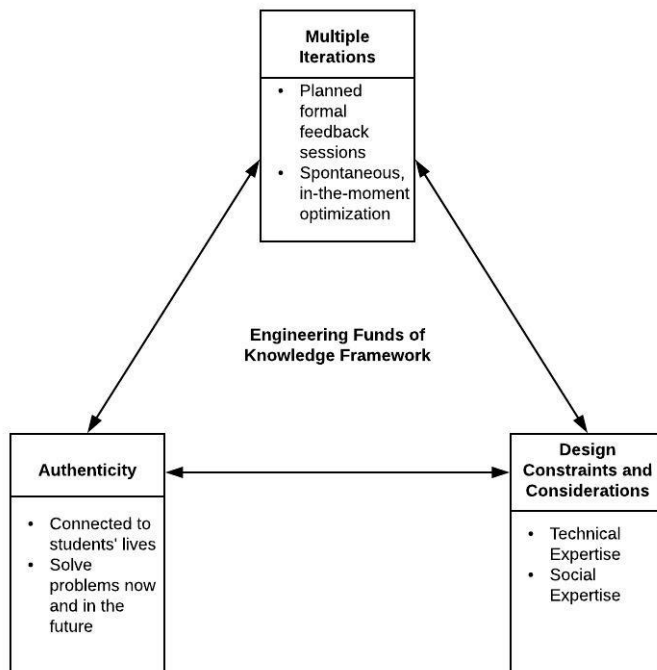 Multiple
Iterations
• Planned
formal
feedback
sessions
• Spontaneous,
in-the-moment
optimization
Engineering Funds of
Knowledge Framework
Authenticity
• Connected to
students' lives
• Solve
problems now
and in the
future
Design
Constraints and
Considerations
• Technical
Expertise
• Social
Expertise